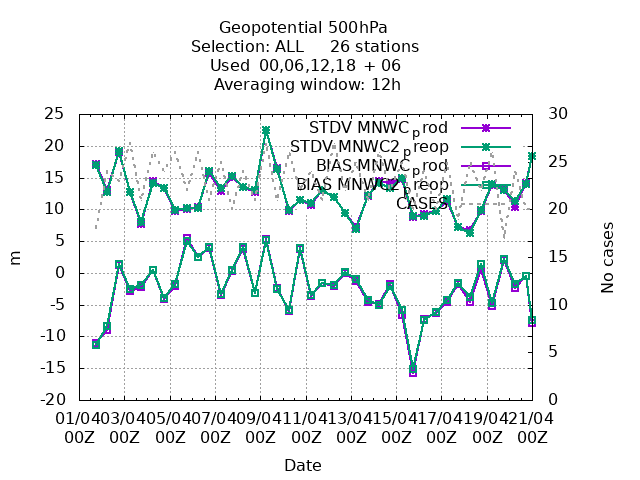 Geopotential 500hPa
Selection: ALL 26 stations
Used 00,06,12,18 + 06
Averaging window: 12h
25 30
STDV MNWC_prod
20 STDV MNWC2_preop 25
BIAS MNWC_prod
15 BIAS MNWC2_preop
CASES
10 20
5 15
0
-5 10
-10
5
-15
-20 0
m
No cases
01/04 03/04 05/04 07/04 09/04 11/04 13/04 15/04 17/04 19/04 21/04
00Z 00Z 00Z 00Z 00Z 00Z 00Z 00Z 00Z 00Z 00Z
Date